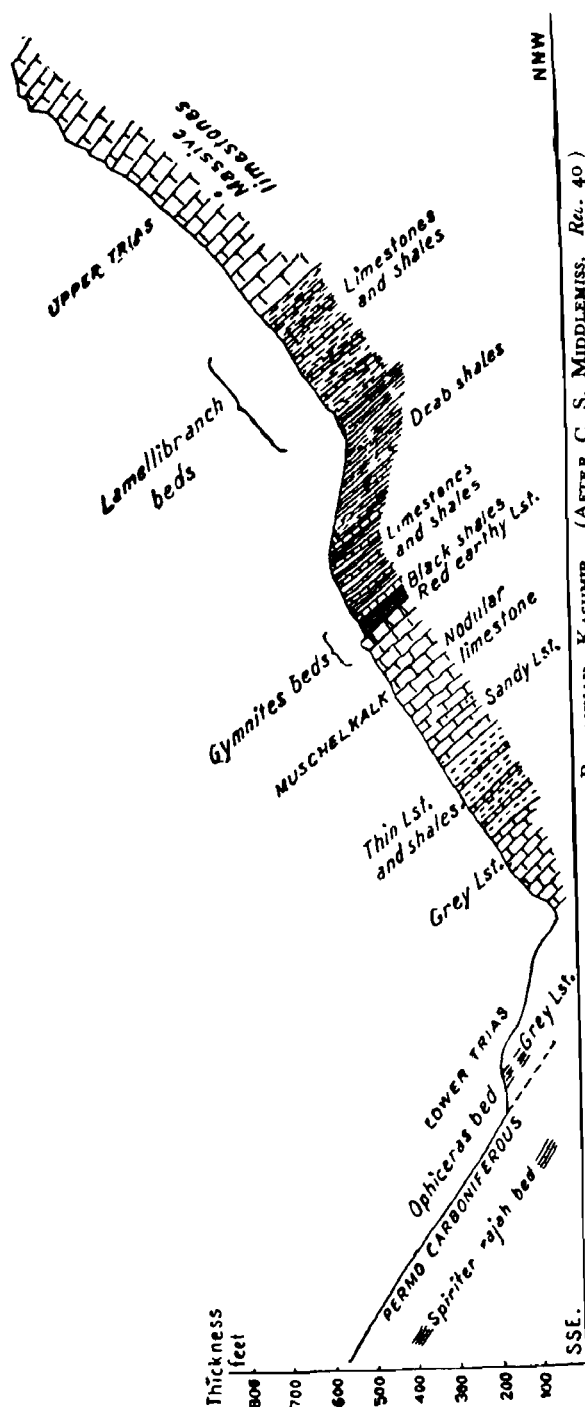 Thickness
feet
800
700
600
500
400
300
200
100
SSE.
NNW
PERMO CARBONIFEROUS
rajah bed
Ophiceras bed
LOWER TRIAS
Grey Lst.
Grey Lst.
Thin Lst.
and shales
Sandy Lst.
MUSCHELKALK
Nodular
limestone
Gymnites beds
Red earthy Lst.
Black shales
Limestones
and shales
Drab shales
Lamellibranch
beds
Limestones
and shales
UPPER TRIAS
Massive
limestones
KASHMIR. (AFTER C. S. MIDDLEMISS, Rec. 40)